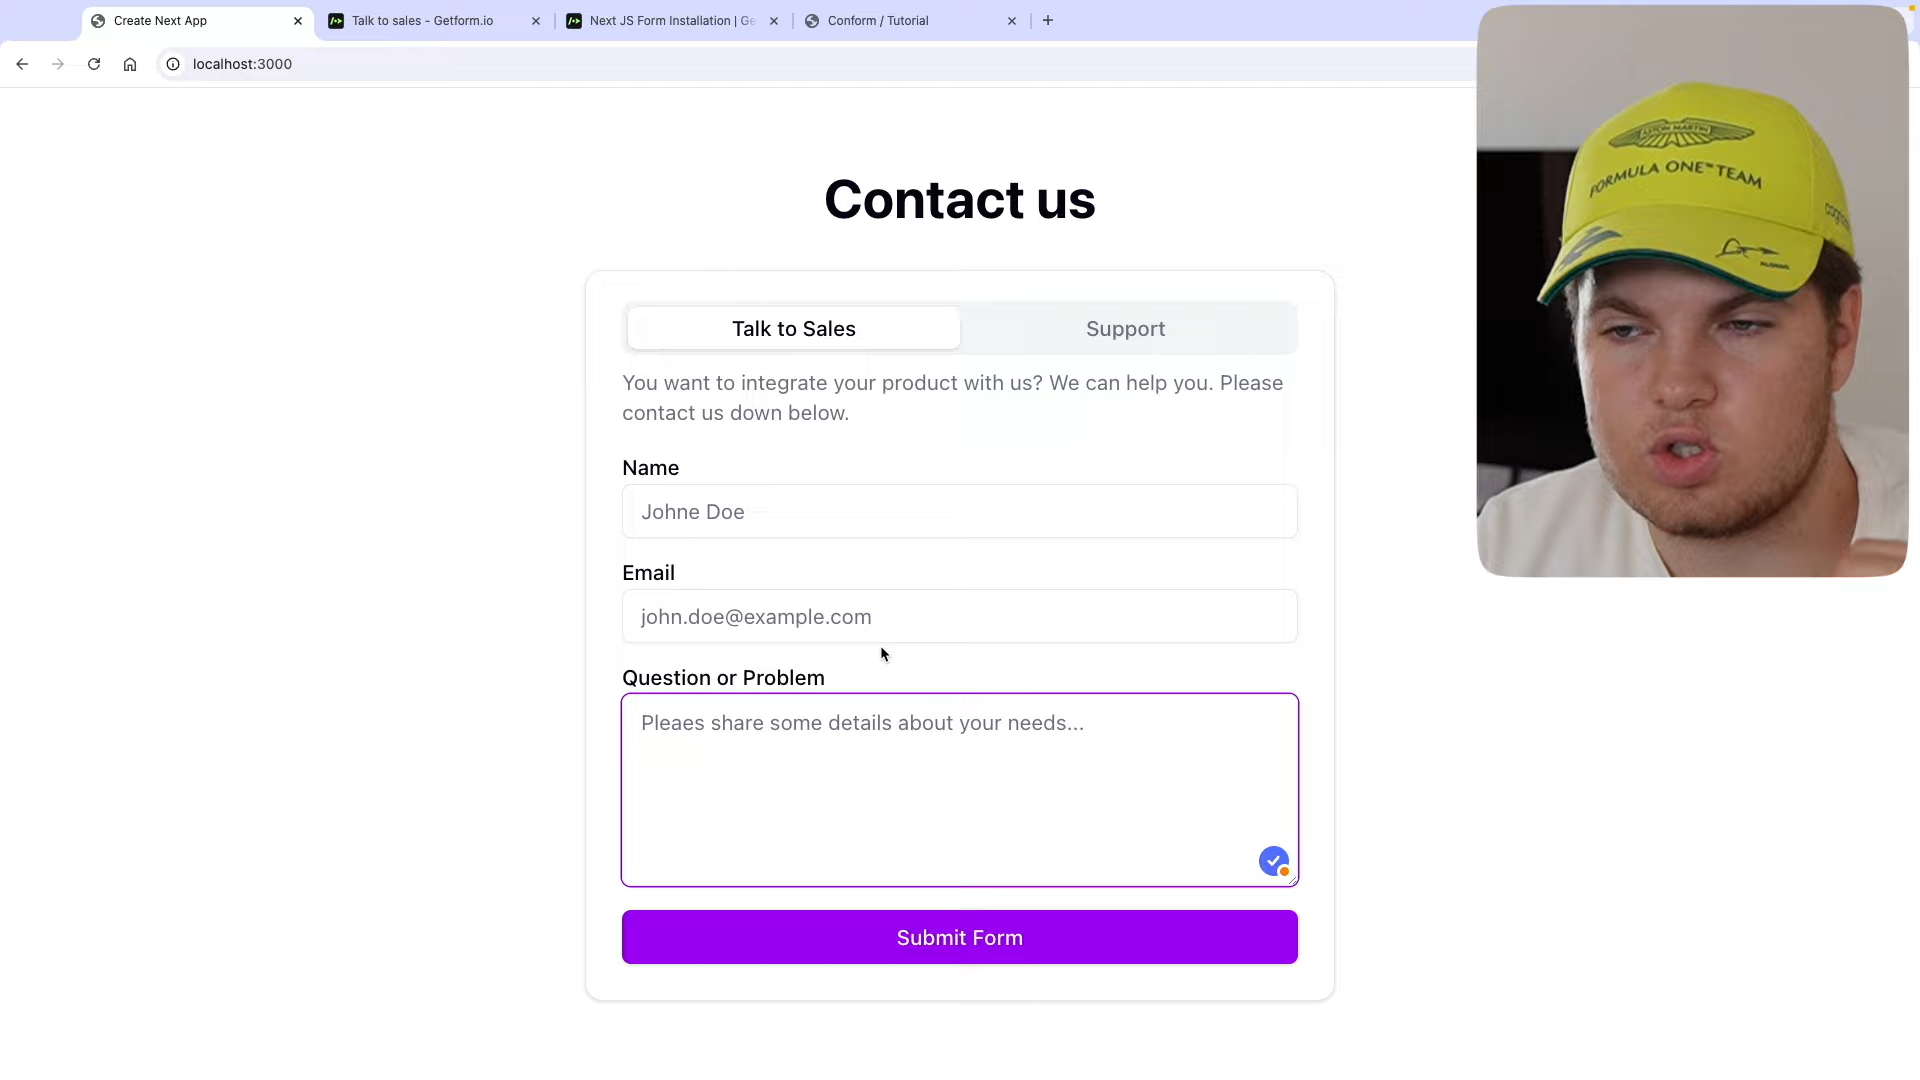 Create Next App
Talk to sales - Getform.io
Next JS Form Installation | Ge
Conform / Tutorial
localhost:3000
Contact us
Talk to Sales
Support
You want to integrate your product with us? We can help you. Please
contact us down below.
Name
Johne Doe
Email
john.doe@example.com
Question or Problem
Pleaes share some details about your needs...
Submit Form
ASTON MARTIN
FORMULA ONE™ TEAM